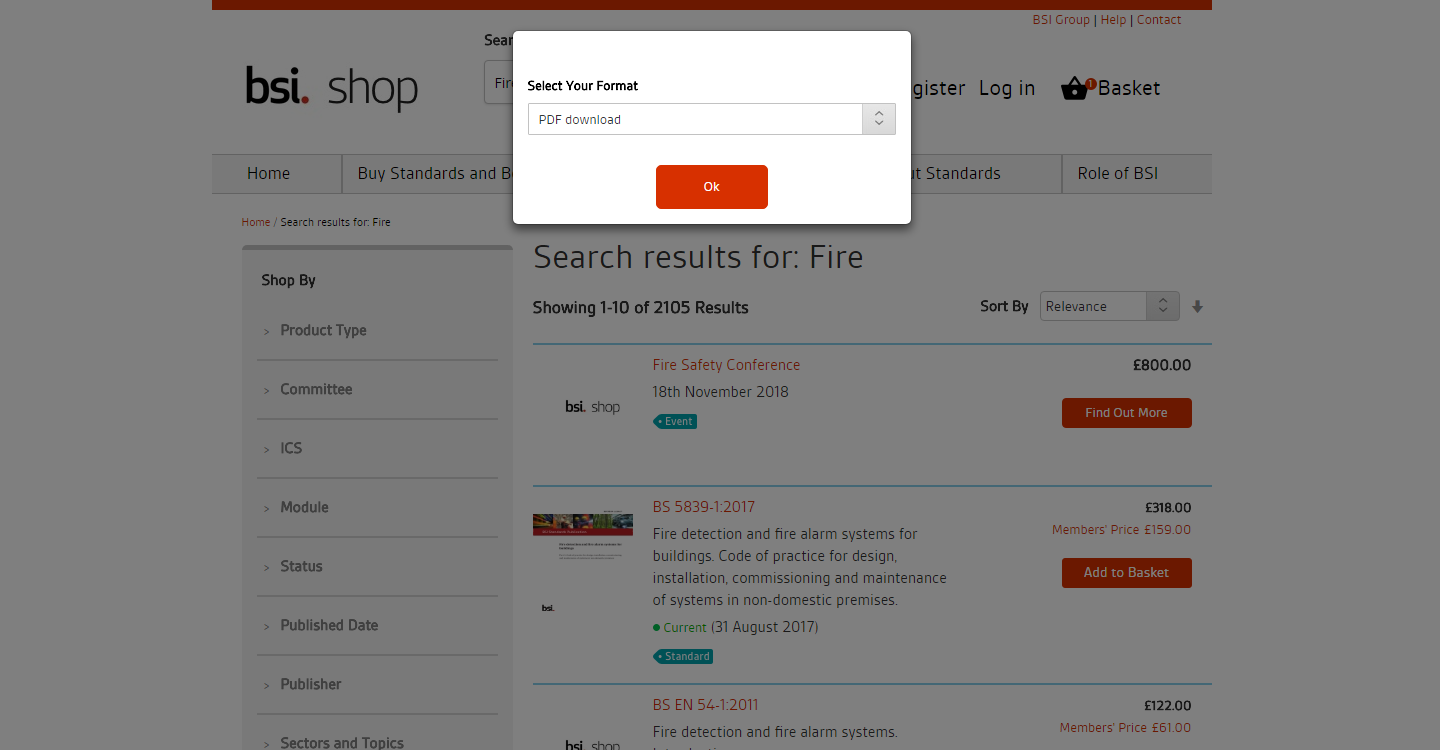 BSI Group | Help | Contact
Sear
bsi. shop
Fir
gister Log in 1 Basket
Select Your Format
PDF download
Ok
Home
Buy Standards and B
ut Standards
Role of BSI
Home / Search results for: Fire
Shop By
> Product Type
> Committee
> ICS
> Module
> Status
> Published Date
> Publisher
> Sectors and Topics
Search results for: Fire
Showing 1-10 of 2105 Results
Sort By Relevance
bsi. shop
Fire Safety Conference
18th November 2018
Event
£800.00
Find Out More
bsi.
BS 5839-1:2017
Fire detection and fire alarm systems for
buildings. Code of practice for design,
installation, commissioning and maintenance
of systems in non-domestic premises.
Current (31 August 2017)
Standard
£318.00
Members' Price £159.00
Add to Basket
bsi. shop
BS EN 54-1:2011
Fire detection and fire alarm systems.
£122.00
Members' Price £61.00